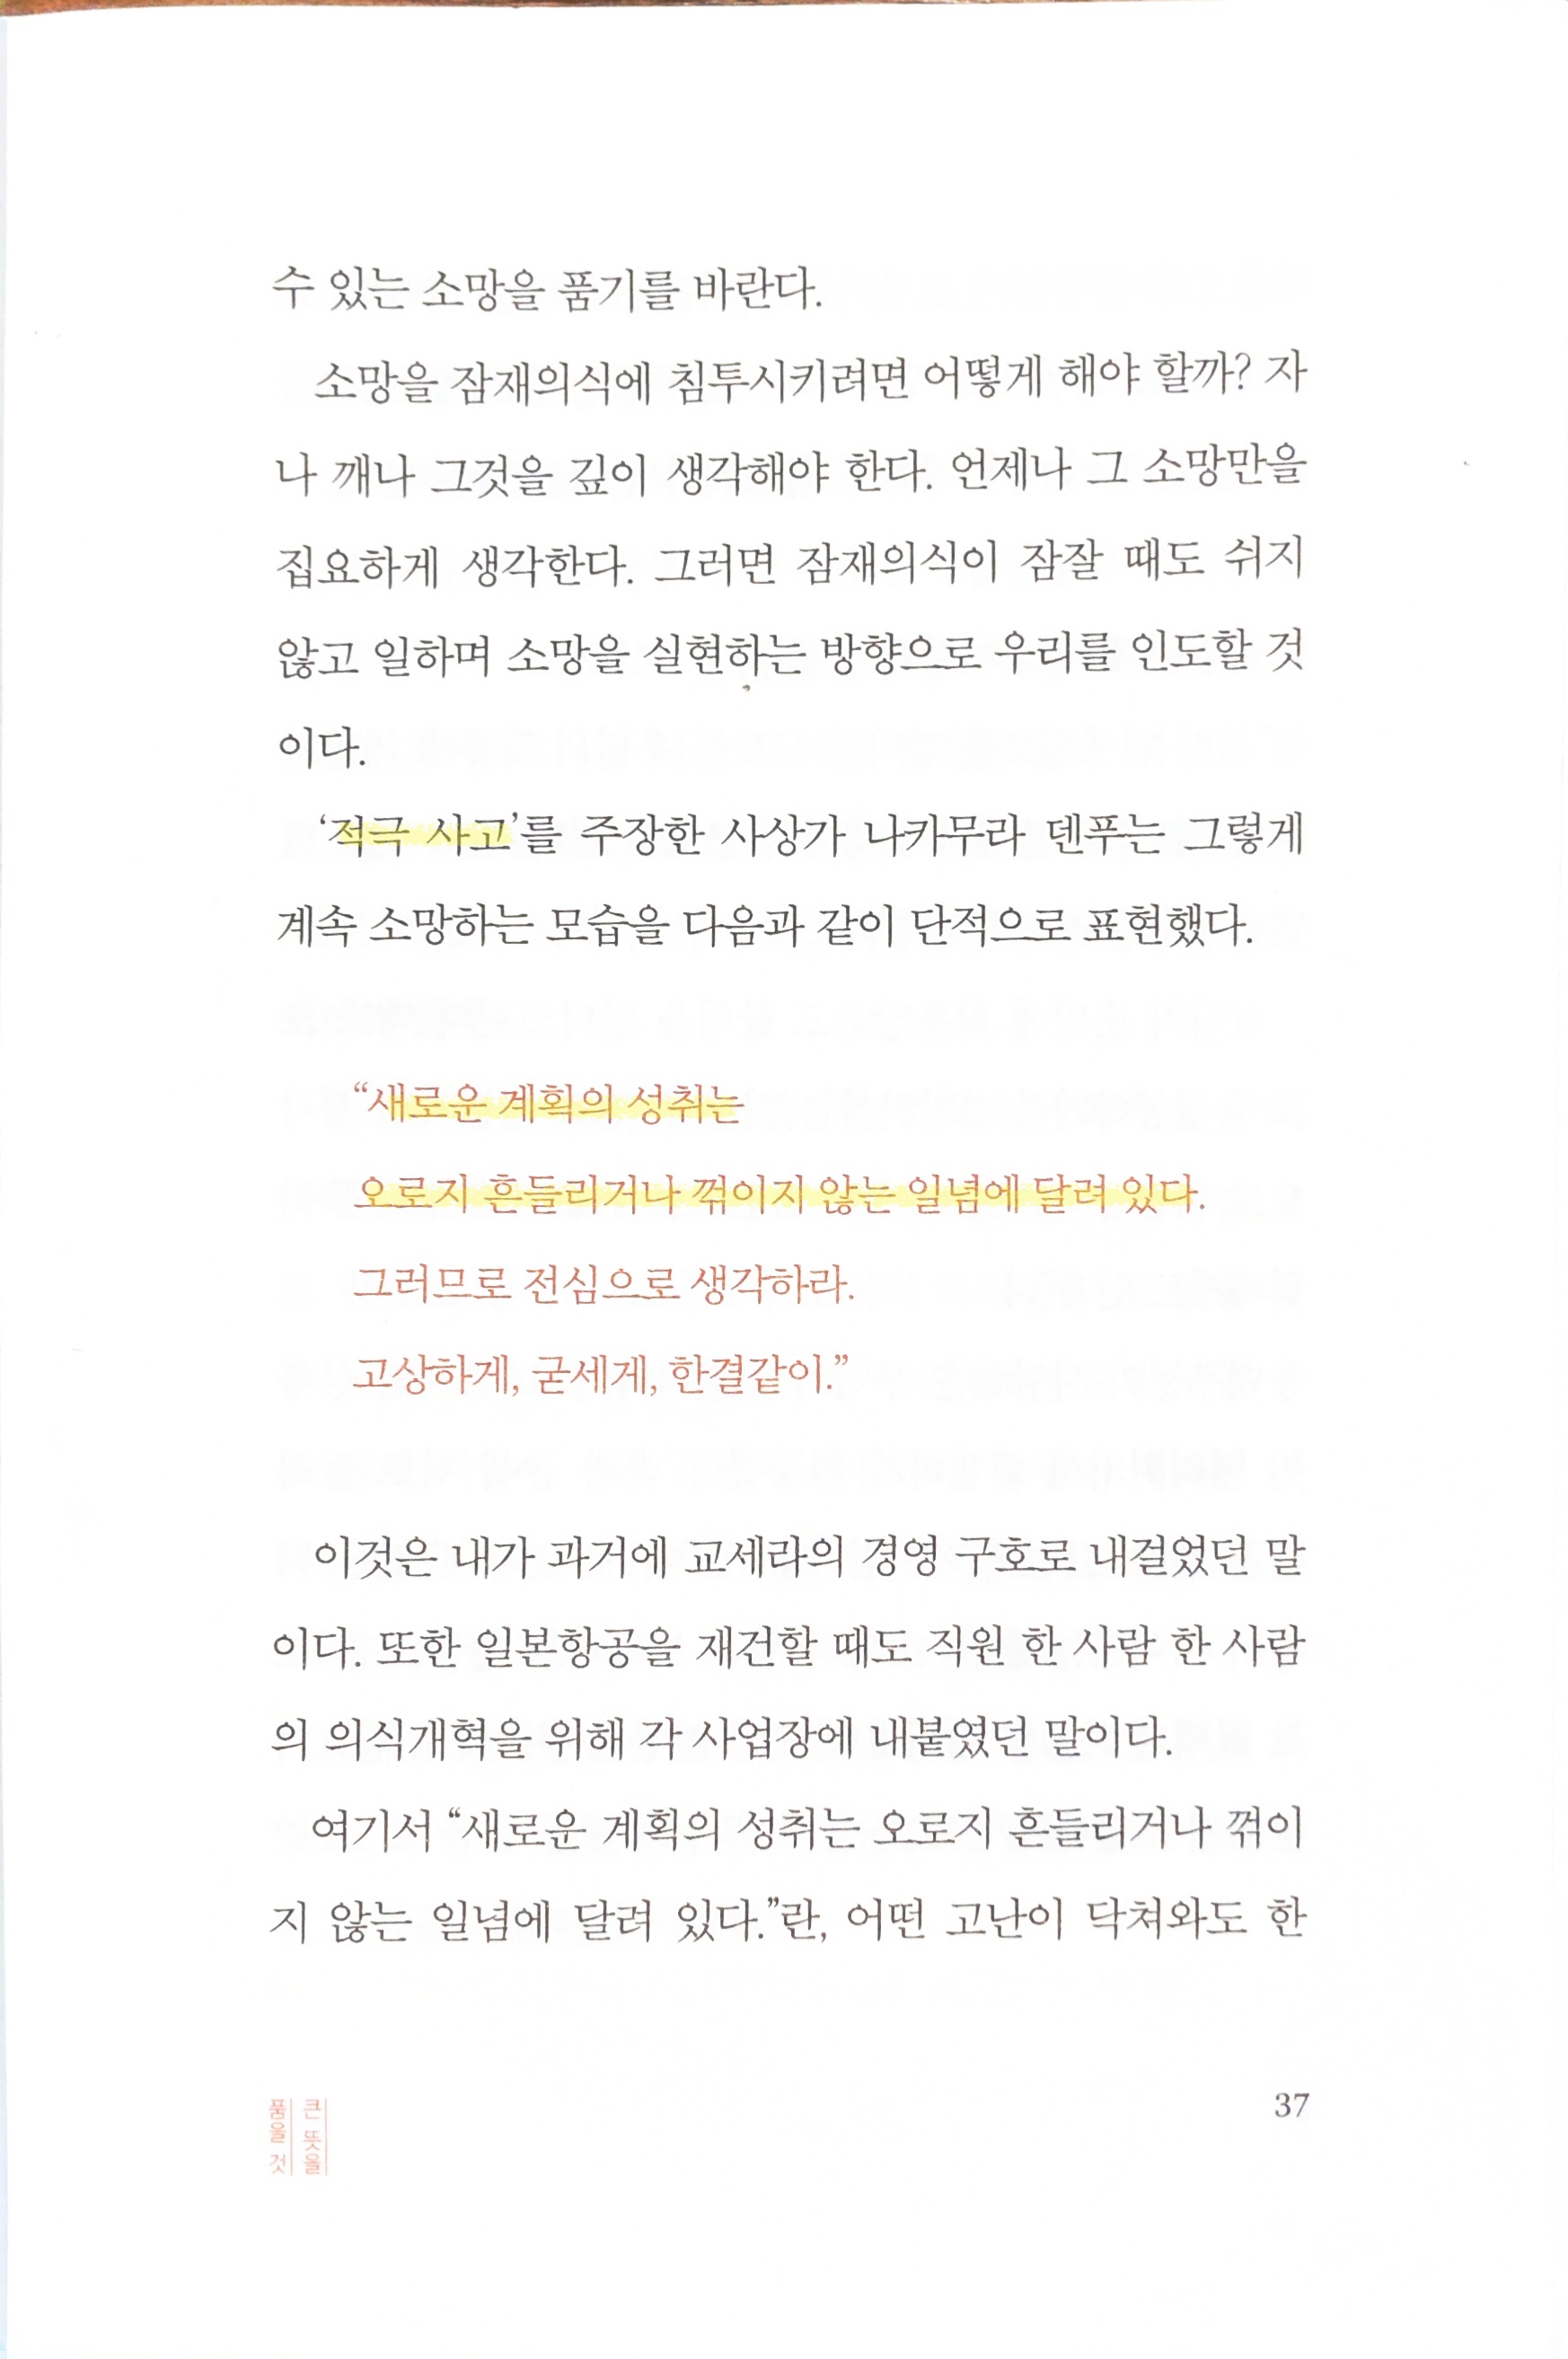 수 있는 소망을 품기를 바란다.
소망을 잠재의식에 침투시키려면 어떻게 해야 할까? 자
나 깨나 그것을 깊이 생각해야 한다. 언제나 그 소망만을
집요하게 생각한다. 그러면 잠재의식이 잠잘 때도 쉬지
않고 일하며 소망을 실현하는 방향으로 우리를 인도할 것
이다.
‘적극 사고’를 주장한 사상가 나카무라 덴푸는 그렇게
계속 소망하는 모습을 다음과 같이 단적으로 표현했다.
“새로운 계획의 성취는
오로지 흔들리거나 꺾이지 않는 일념에 달려 있다.
그러므로 전심으로 생각하라.
고상하게, 굳세게, 한결같이.”
이것은 내가 과거에 교세라의 경영 구호로 내걸었던 말
이다. 또한 일본항공을 재건할 때도 직원 한 사람 한 사람
의 의식개혁을 위해 각 사업장에 내붙였던 말이다.
여기서 “새로운 계획의 성취는 오로지 흔들리거나 꺾이
지 않는 일념에 달려 있다.”란, 어떤 고난이 닥쳐와도 한
큰 뜻을
품을 것
37